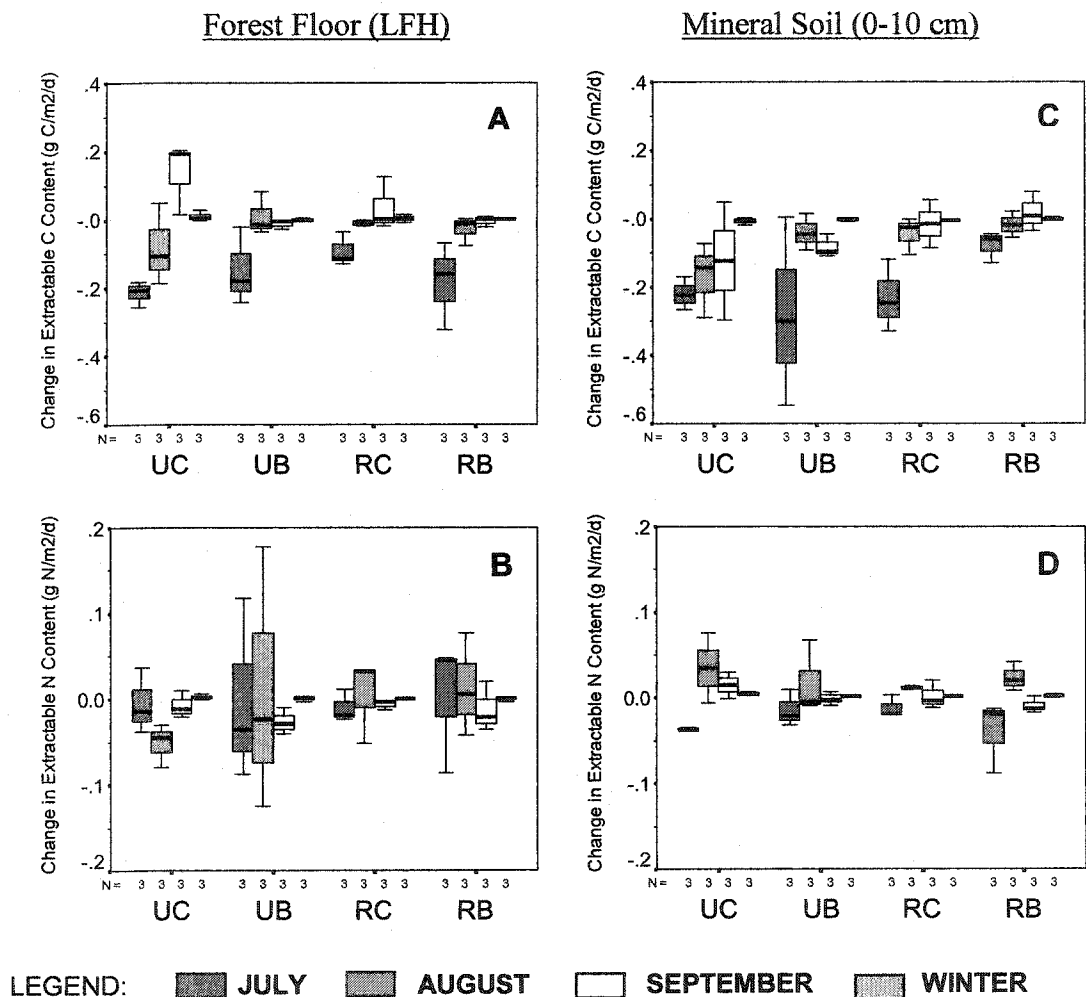 Forest Floor (LFH)
Mineral Soil (0-10 cm)
Change in Extractable C Content (g C/m2/d)
.4
.2
-.0
-.2
-.4
-.6
A
N= 3 3 3 3 3 3 3 3 3 3 3 3 3 3 3 3
UC UB RC RB
Change in Extractable C Content (g C/m2/d)
.4
.2
-.0
-.2
-.4
-.6
C
N= 3 3 3 3 3 3 3 3 3 3 3 3 3 3 3 3
UC UB RC RB
Change in Extractable N Content (g N/m2/d)
.2
.1
0.0
-.1
-.2
B
N= 3 3 3 3 3 3 3 3 3 3 3 3 3 3 3 3
UC UB RC RB
Change in Extractable N Content (g N/m2/d)
.2
.1
0.0
-.1
-.2
D
N= 3 3 3 3 3 3 3 3 3 3 3 3 3 3 3 3
UC UB RC RB
LEGEND: JULY AUGUST SEPTEMBER WINTER